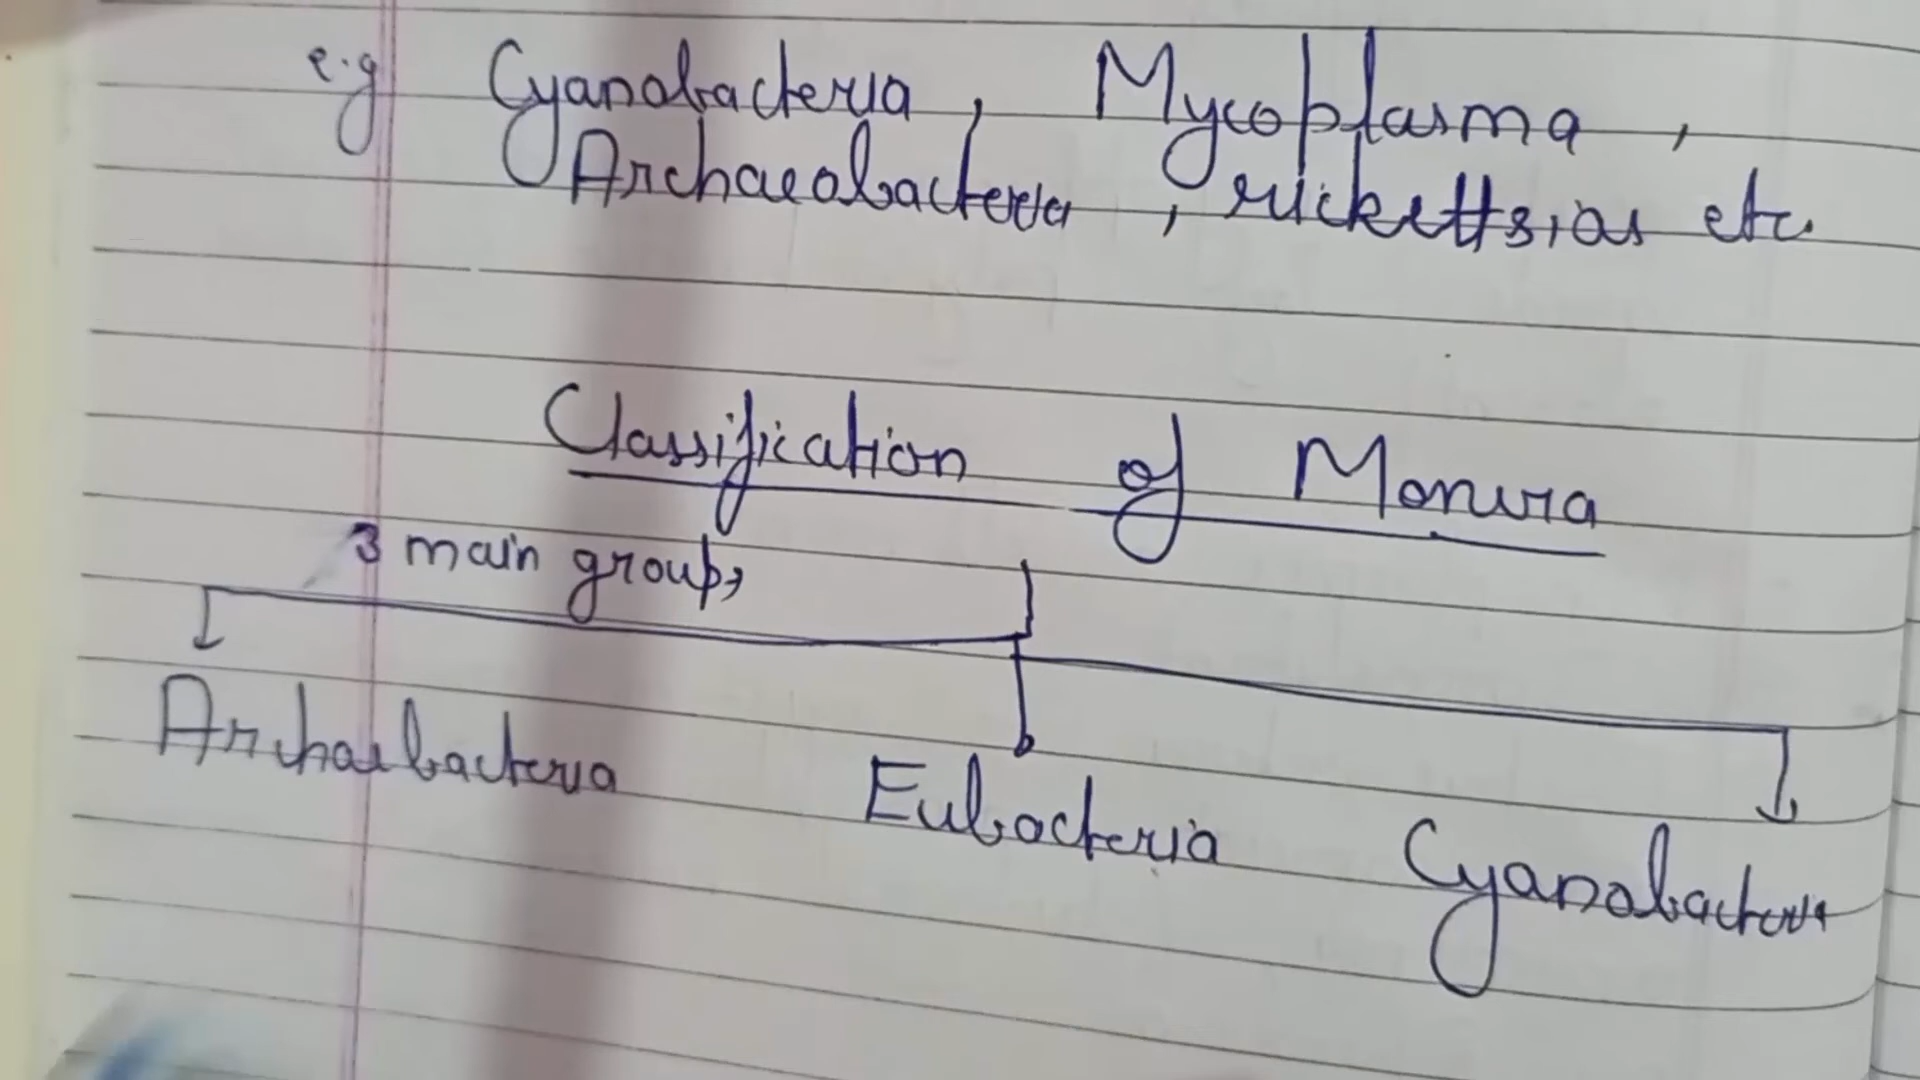 e.g Cyanobacteria, Mycoplasma,
Archaeobacteria, rickettsias etc.
Classification of Monera
3 main groups
Archaebacteria
Eubacteria
Cyanobacteria